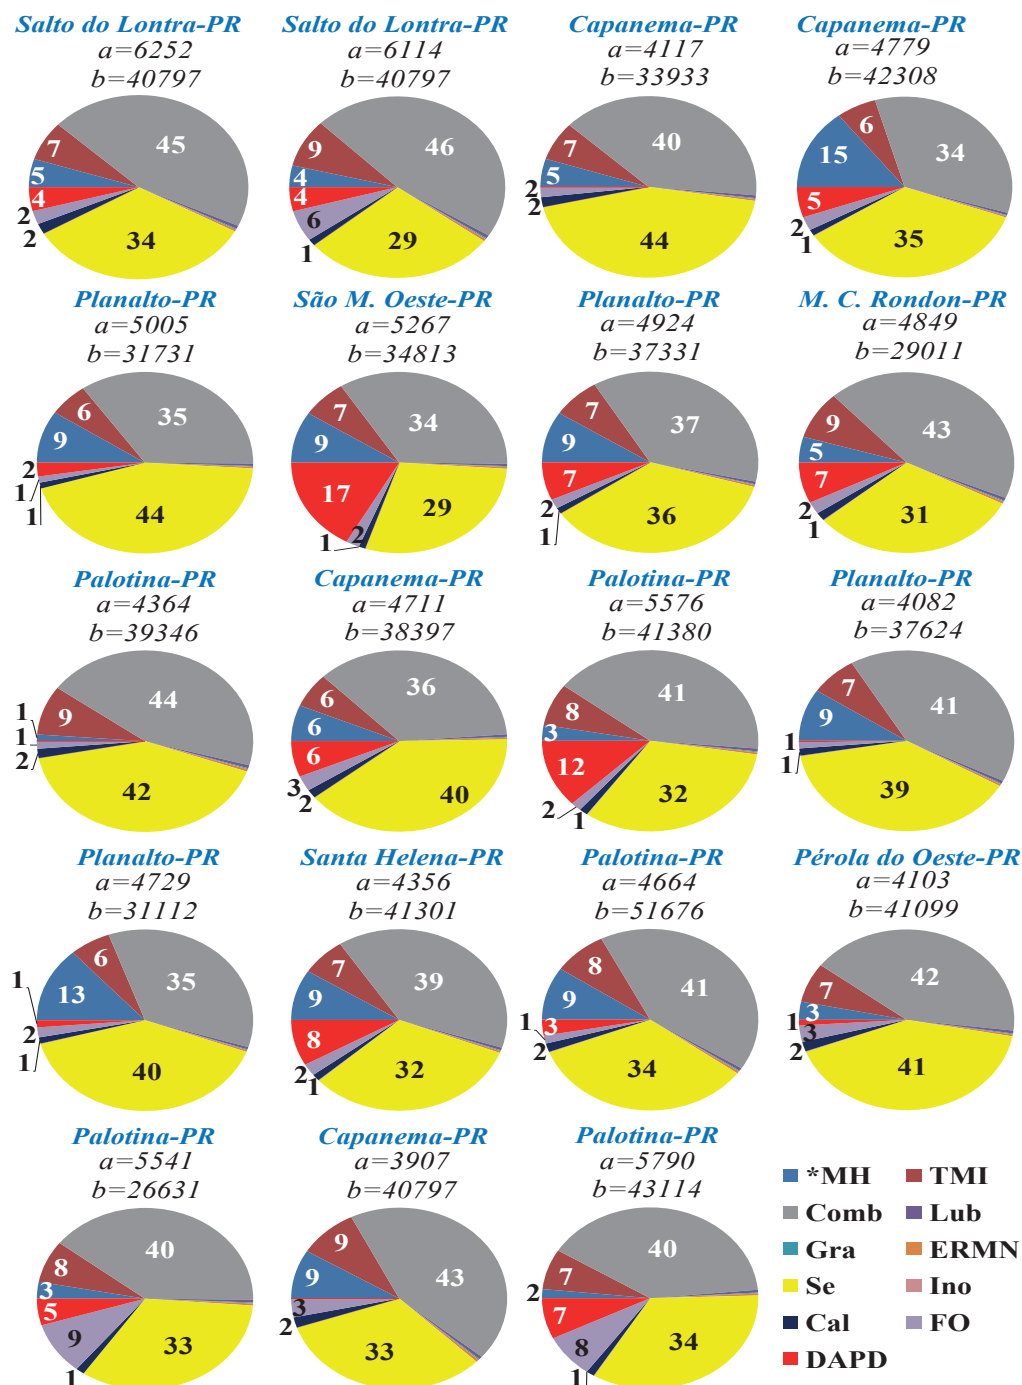 Salto do Lontra-PR
a=6252
b=40797
45
7
5
4
2
2
34
Salto do Lontra-PR
a=6114
b=40797
46
9
4
4
6
1
29
Capanema-PR
a=4117
b=33933
40
7
5
2
2
44
Capanema-PR
a=4779
b=42308
34
6
15
5
2
1
35
Planalto-PR
a=5005
b=31731
35
6
9
2
1
1
44
São M. Oeste-PR
a=5267
b=34813
34
7
9
17
2
1
29
Planalto-PR
a=4924
b=37331
37
7
9
7
2
1
36
M. C. Rondon-PR
a=4849
b=29011
43
9
5
7
2
1
31
Palotina-PR
a=4364
b=39346
44
9
1
1
2
42
Capanema-PR
a=4711
b=38397
36
6
6
6
3
2
40
Palotina-PR
a=5576
b=41380
41
8
3
12
2
1
32
Planalto-PR
a=4082
b=37624
41
7
9
1
1
39
Planalto-PR
a=4729
b=31112
35
6
13
1
2
1
40
Santa Helena-PR
a=4356
b=41301
39
7
9
8
2
1
32
Palotina-PR
a=4664
b=51676
41
8
9
3
1
2
34
Pérola do Oeste-PR
a=4103
b=41099
42
7
3
1
3
2
41
Palotina-PR
a=5541
b=26631
40
8
3
5
9
1
33
Capanema-PR
a=3907
b=40797
43
9
9
3
2
33
Palotina-PR
a=5790
b=43114
40
7
2
7
8
1
34
*MH
TMI
Comb
Lub
Gra
ERMN
Se
Ino
Cal
FO
DAPD